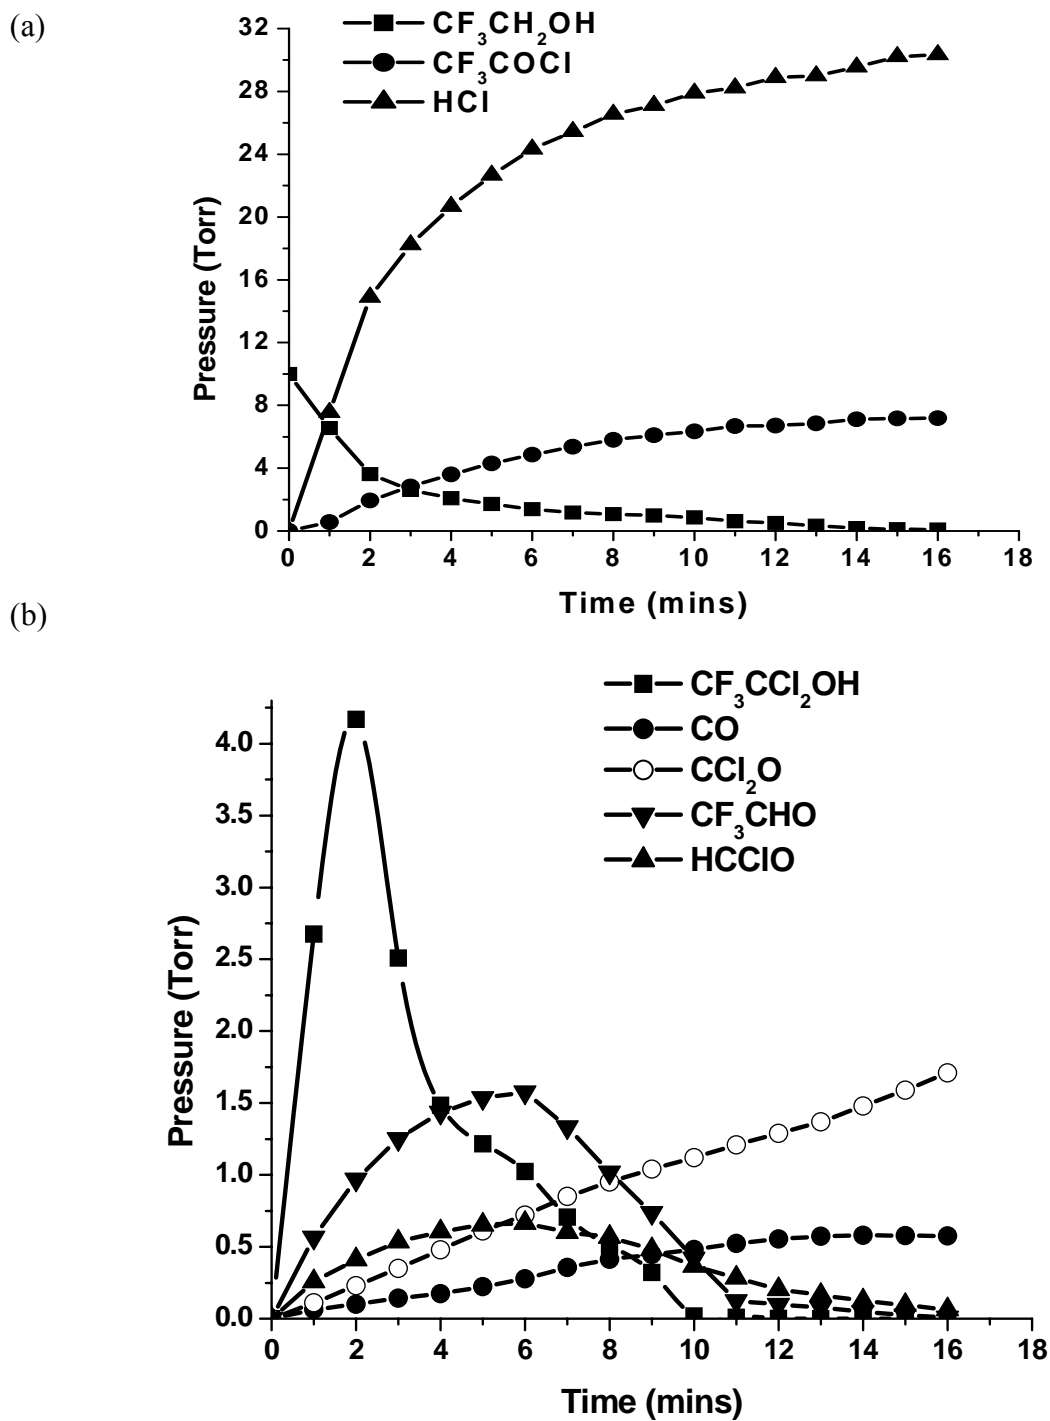 (a)
CF₃CH₂OH
CF₃COCl
HCl
32
28
24
20
16
12
8
4
0
Pressure (Torr)
0 2 4 6 8 10 12 14 16 18
Time (mins)
(b)
CF₃CCl₂OH
CO
CCl₂O
CF₃CHO
HCClO
4.0
3.5
3.0
2.5
2.0
1.5
1.0
0.5
0.0
Pressure (Torr)
0 2 4 6 8 10 12 14 16 18
Time (mins)